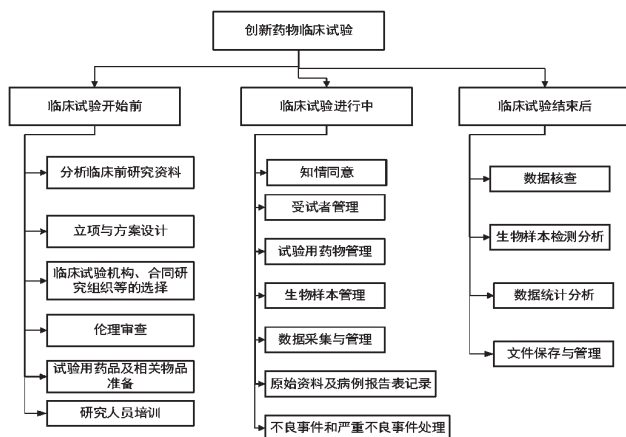 创新药物临床试验
临床试验开始前
分析临床前研究资料
立项与方案设计
临床试验机构、合同研
究组织等的选择
伦理审查
试验用药品及相关物品
准备
研究人员培训
临床试验进行中
知情同意
受试者管理
试验用药物管理
生物样本管理
数据采集与管理
原始资料及病例报告表记录
不良事件和严重不良事件处理
临床试验结束后
数据核查
生物样本检测分析
数据统计分析
文件保存与管理